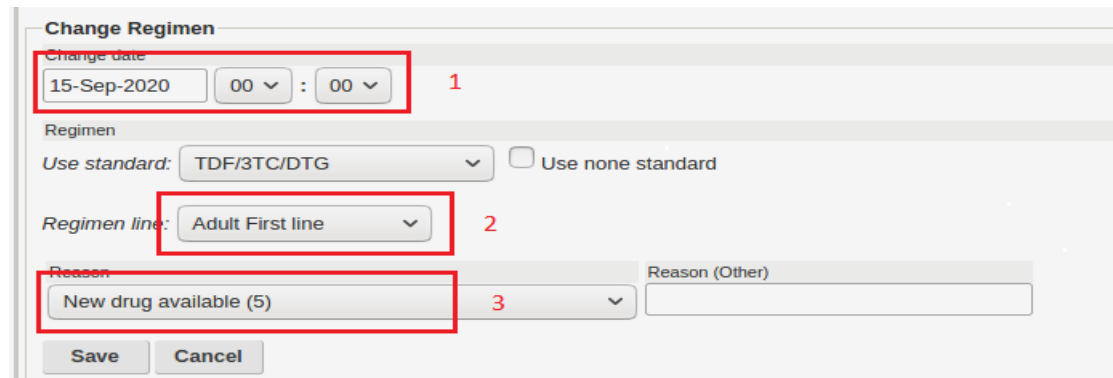 Change Regimen
Change date
15-Sep-2020 00 : 00 1
Regimen
Use standard: TDF/3TC/DTG Use none standard
Regimen line: Adult First line 2
Reason Reason (Other)
New drug available (5) 3
Save Cancel